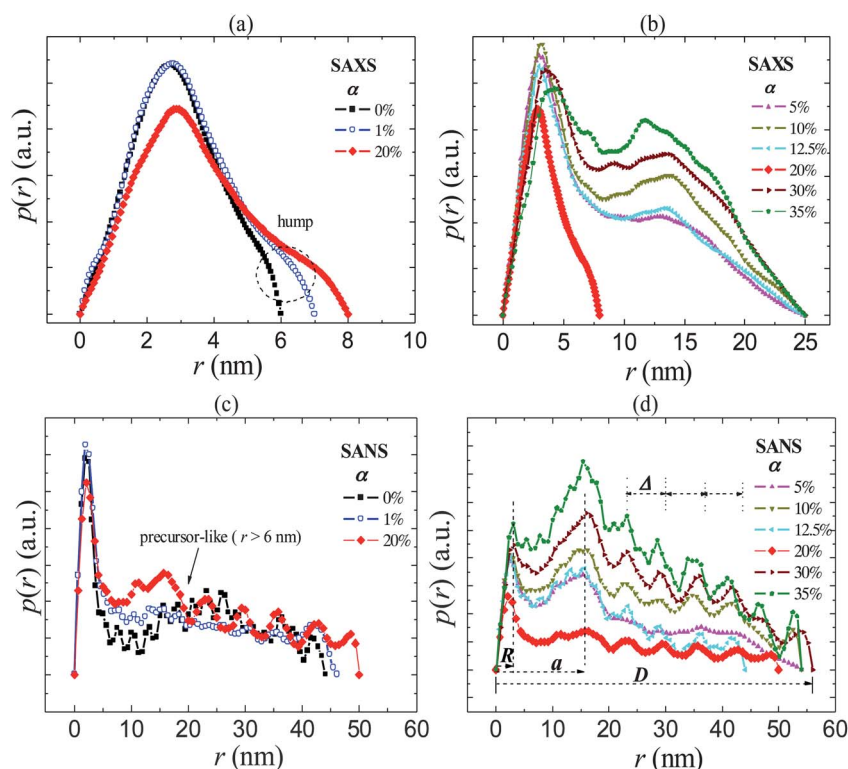 (a)
SAXS
α
0%
1%
20%
hump
p(r) (a.u.)
0 2 4 6 8 10
r (nm)
(b)
SAXS
α
5%
10%
12.5%
20%
30%
35%
p(r) (a.u.)
0 5 10 15 20 25
r (nm)
(c)
SANS
α
0%
1%
20%
precursor-like ( r > 6 nm)
p(r) (a.u.)
0 10 20 30 40 50 60
r (nm)
(d)
SANS
α
5%
10%
12.5%
20%
30%
35%
Δ
R
a
D
p(r) (a.u.)
0 10 20 30 40 50 60
r (nm)